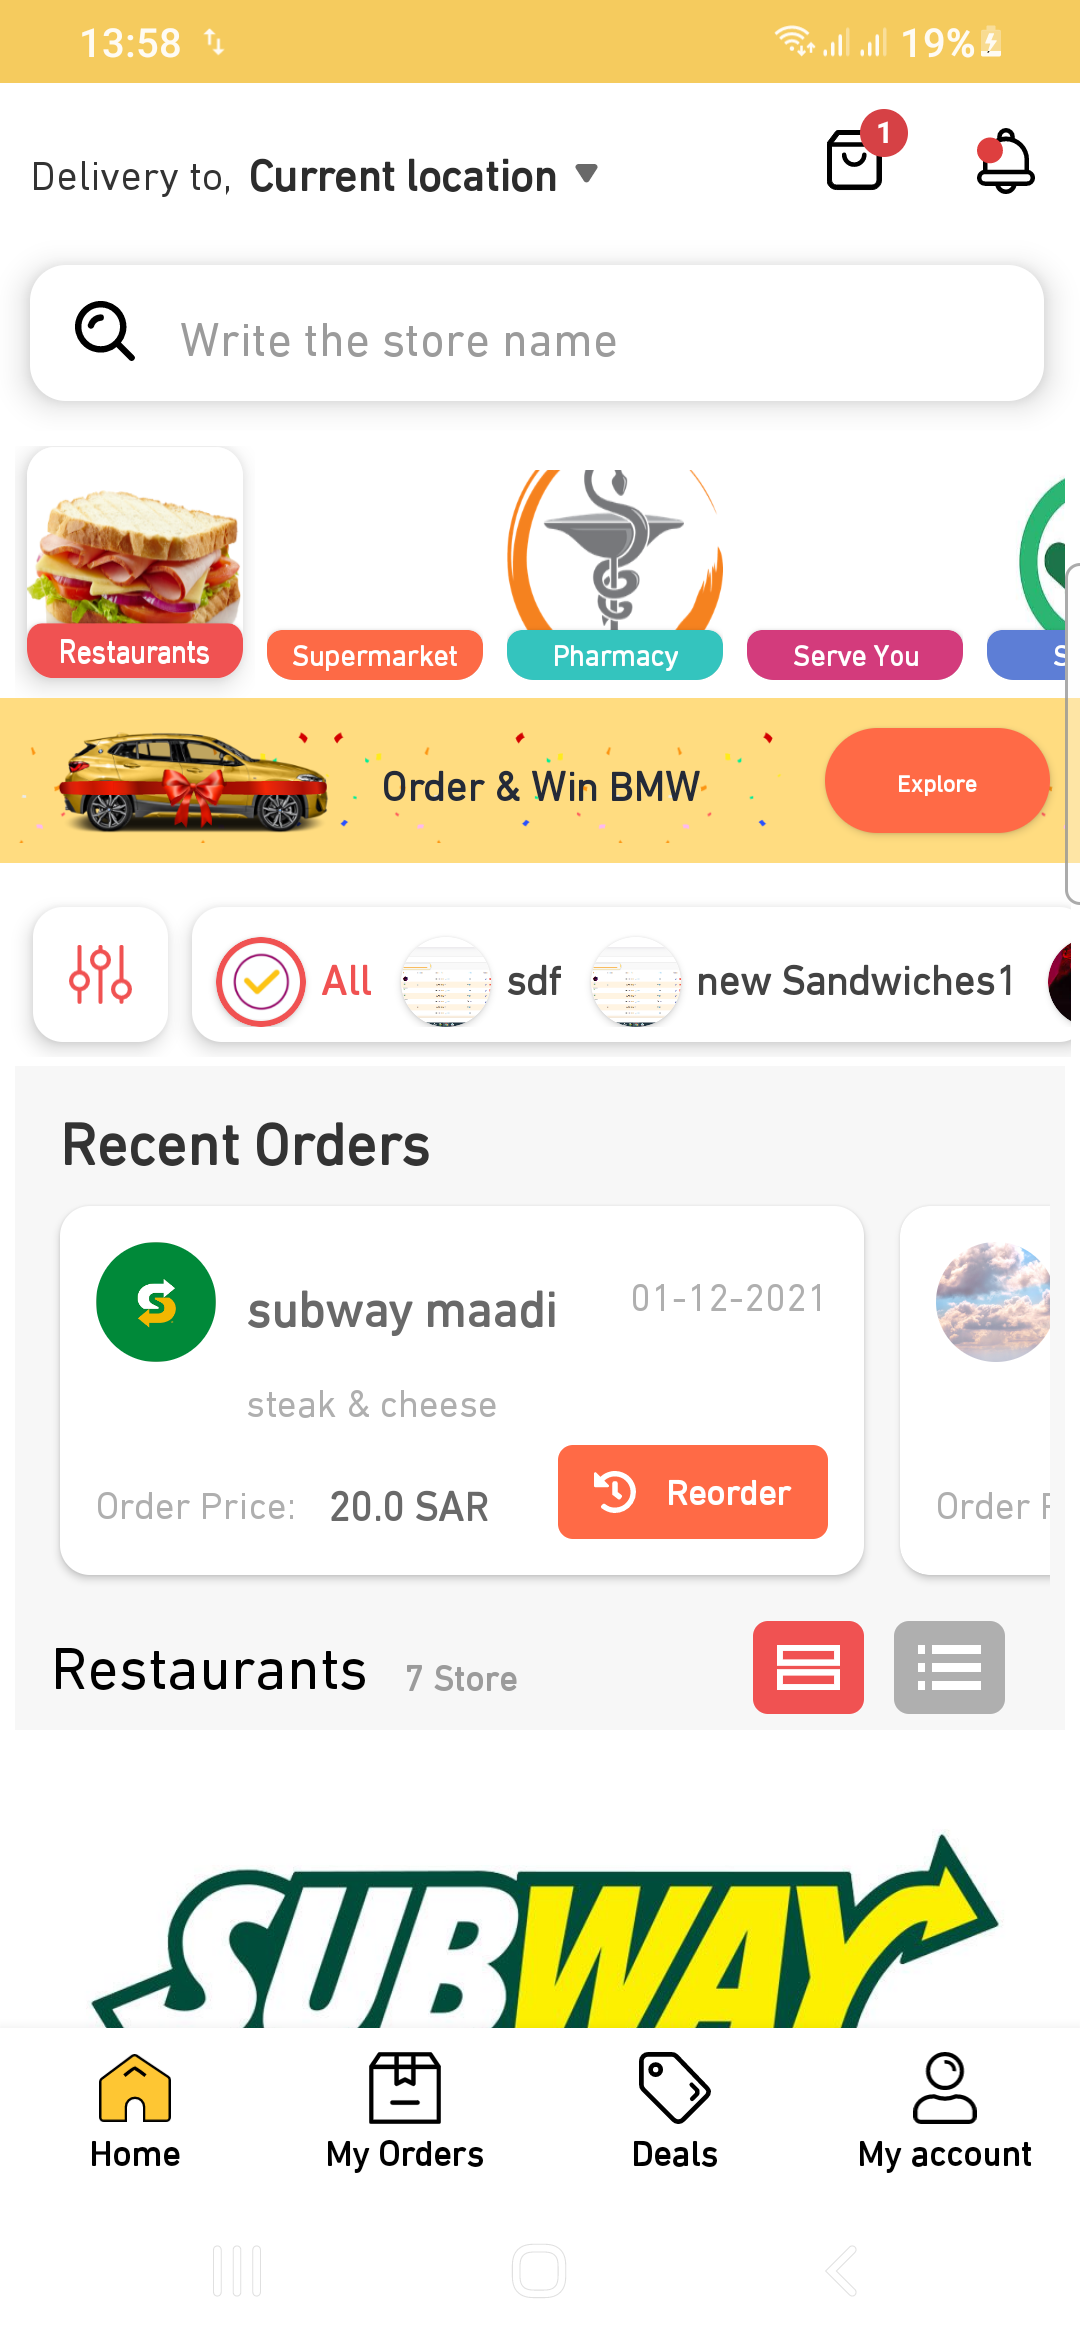 13:58 19%
Delivery to, Current location
1
Write the store name
Restaurants Supermarket Pharmacy Serve You S
Order & Win BMW Explore
All sdf new Sandwiches1
Recent Orders
subway maadi 01-12-2021
steak & cheese
Order Price: 20.0 SAR Reorder Order
Restaurants 7 Store
SUBWAY
Home My Orders Deals My account